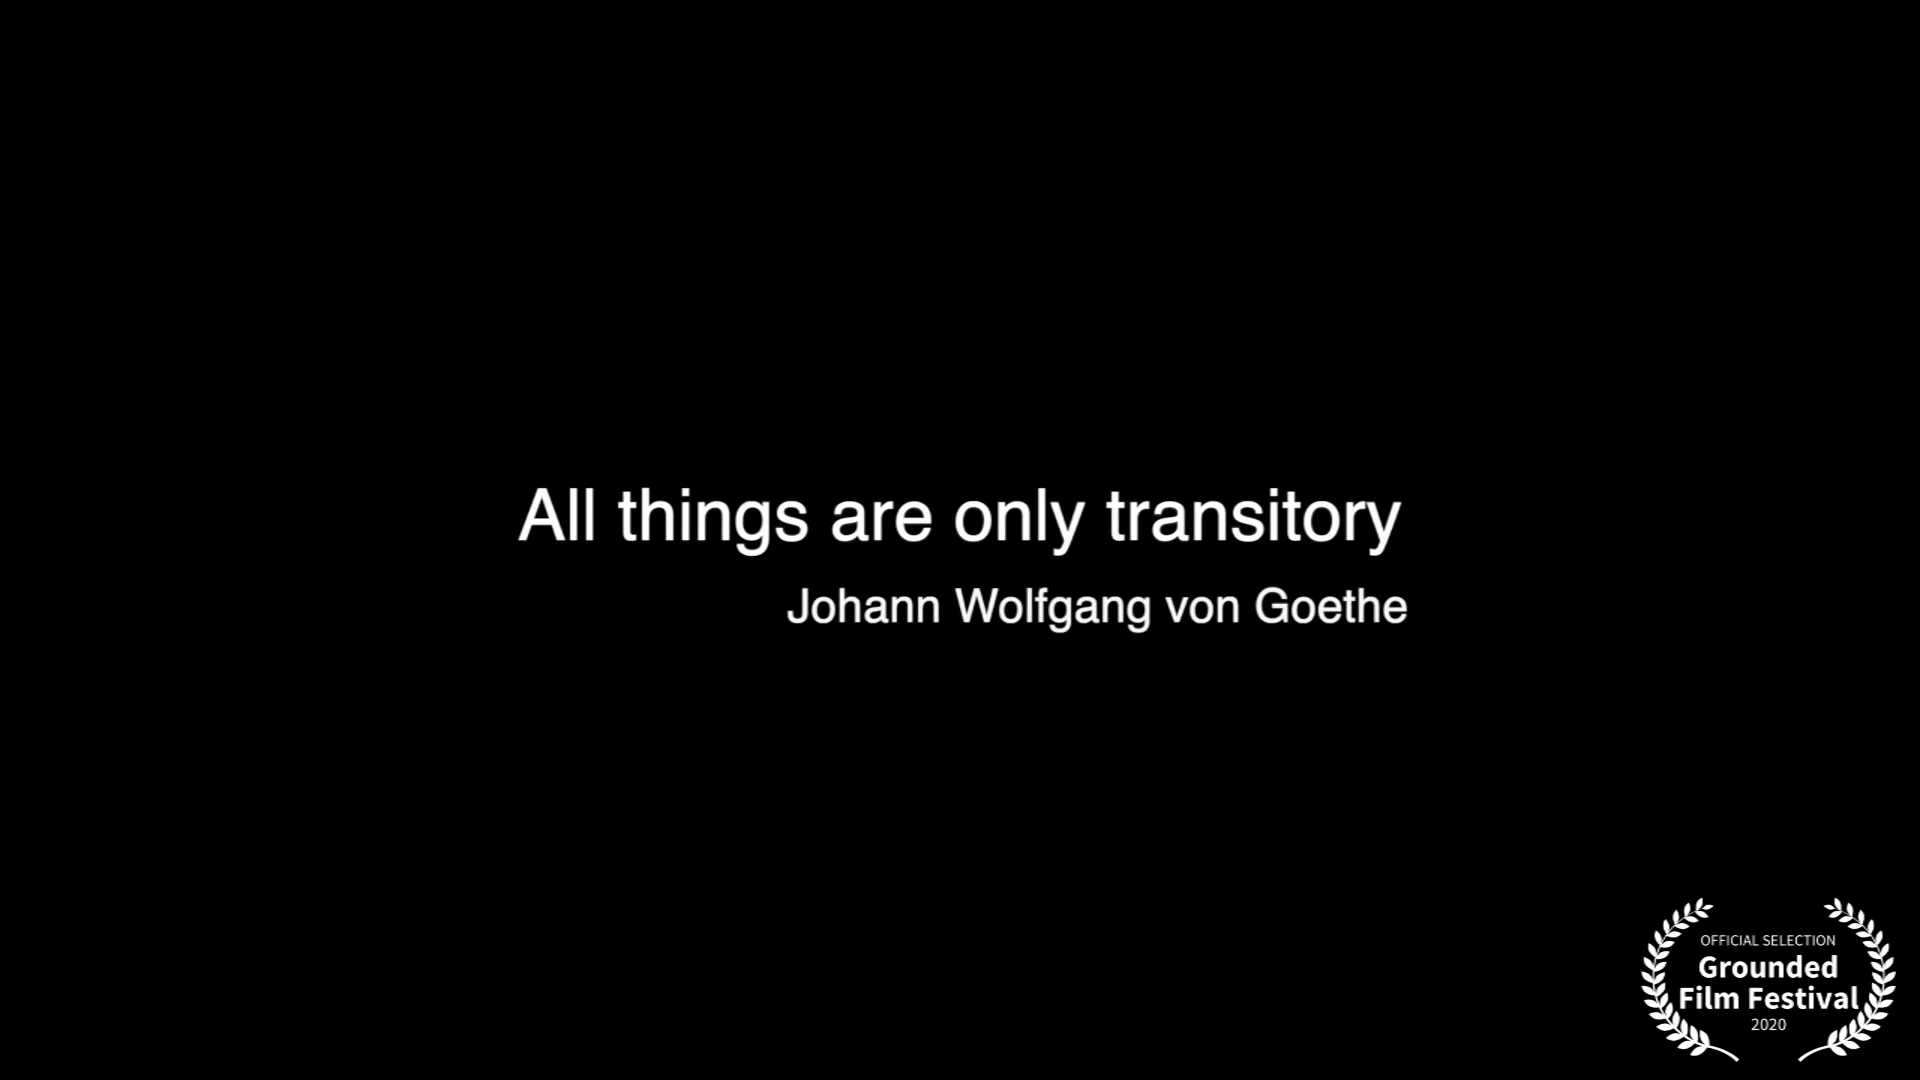 All things are only transitory
Johann Wolfgang von Goethe
OFFICIAL SELECTION
Grounded
Film Festival
2020